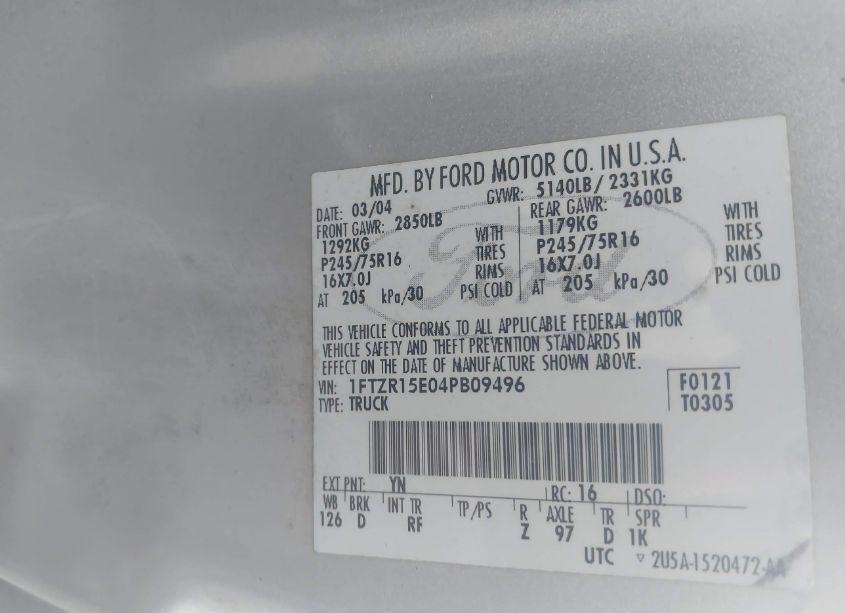 MFD. BY FORD MOTOR CO. IN U.S.A.
DATE: 03/04 GVWR: 5140LB / 2331KG
FRONT GAWR: 2850LB REAR GAWR: 2600LB
1292KG WITH 1179KG WITH
P245/75R16 TIRES P245/75R16 TIRES
16X7.0J RIMS 16X7.0J RIMS
AT 205 kPa/30 PSI COLD AT 205 kPa/30 PSI COLD
Ford
THIS VEHICLE CONFORMS TO ALL APPLICABLE FEDERAL MOTOR
VEHICLE SAFETY AND THEFT PREVENTION STANDARDS IN
EFFECT ON THE DATE OF MANUFACTURE SHOWN ABOVE.
VIN: 1FTZR15E04PB09496 F0121
TYPE: TRUCK T0305
EXT PNT: YN RC: 16 DSO:
WB BRK INT TR TP/PS R AXLE TR SPR
126 D RF Z 97 D 1K
UTC ▿ 2U5A-1520472-AA